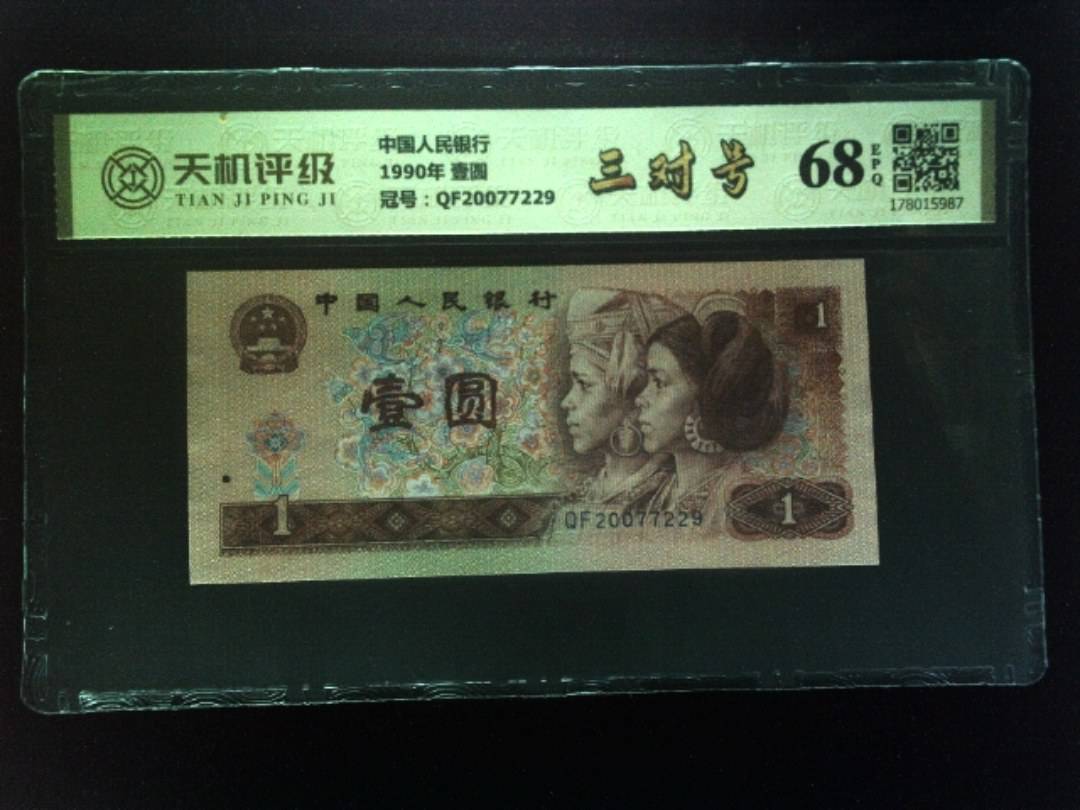 天机评级
TIAN JI PING JI
中国人民银行
1990年 壹圆
冠号：QF20077229
三对号
68
EPQ
178015987
中国人民银行
1
壹圆
1
QF20077229
1